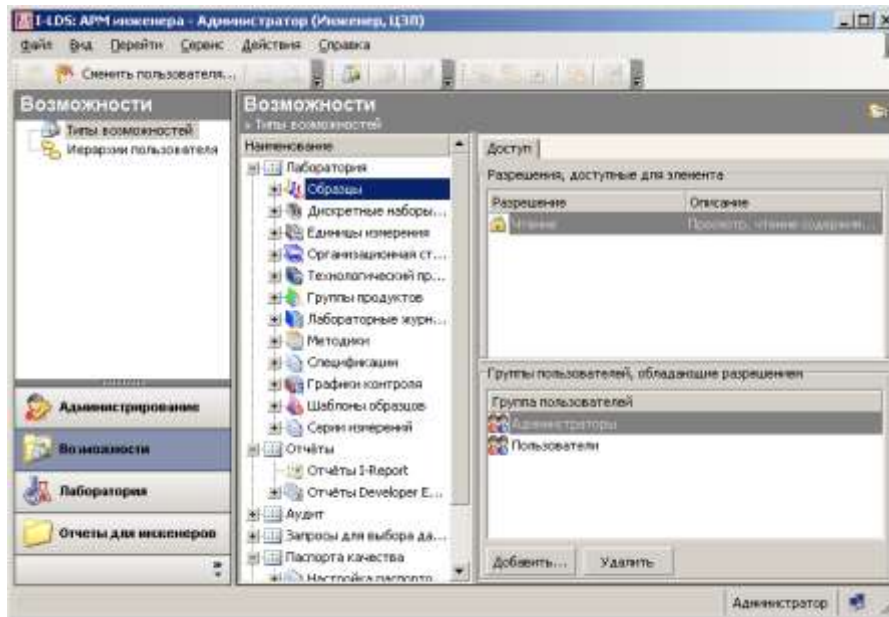 I-LDS: АРМ инженера - Администратор (Инженер, ЦЗЛ)
Файл Вид Перейти Сервис Действия Справка
Сменить пользователя...
Возможности
Типы возможностей
Иерархии пользователя
Администрирование
Возможности
Лаборатория
Отчеты для инженеров
Возможности
» Типы возможностей
Наименование
Лаборатория
Образцы
Дискретные наборы...
Единицы измерения
Организационная ст...
Технологический пр...
Группы продуктов
Лабораторные журн...
Методики
Спецификации
Графики контроля
Шаблоны образцов
Серии измерений
Отчёты
Отчёты I-Report
Отчёты Developer E...
Аудит
Запросы для выбора да...
Паспорта качества
Настройка паспорто
Доступ
Разрешения, доступные для элемента
Разрешение Описание
Чтение Просмотр, чтение содержим...
Группы пользователей, обладающие разрешением
Группа пользователей
Администраторы
Пользователи
Добавить... Удалить
Администратор